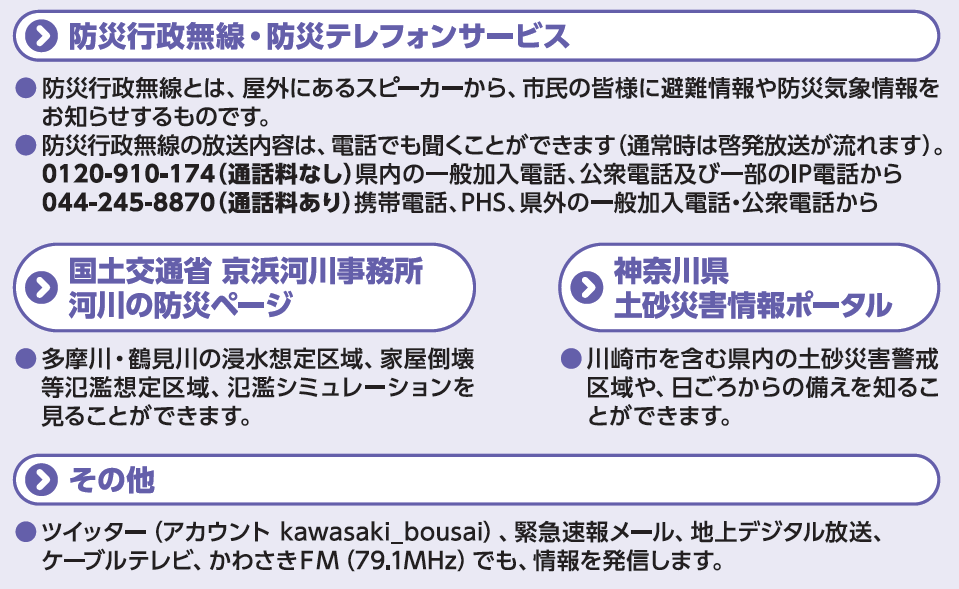 防災行政無線・防災テレフォンサービス
●防災行政無線とは、屋外にあるスピーカーから、市民の皆様に避難情報や防災気象情報を
お知らせするものです。
●防災行政無線の放送内容は、電話でも聞くことができます（通常時は啓発放送が流れます）。
0120-910-174（通話料なし）県内の一般加入電話、公衆電話及び一部のIP電話から
044-245-8870（通話料あり）携帯電話、PHS、県外の一般加入電話・公衆電話から
国土交通省 京浜河川事務所
河川の防災ページ
●多摩川・鶴見川の浸水想定区域、家屋倒壊
等氾濫想定区域、氾濫シミュレーションを
見ることができます。
神奈川県
土砂災害情報ポータル
●川崎市を含む県内の土砂災害警戒
区域や、日ごろからの備えを知るこ
とができます。
その他
●ツイッター（アカウント kawasaki_bousai）、緊急速報メール、地上デジタル放送、
ケーブルテレビ、かわさきFM（79.1MHz）でも、情報を発信します。